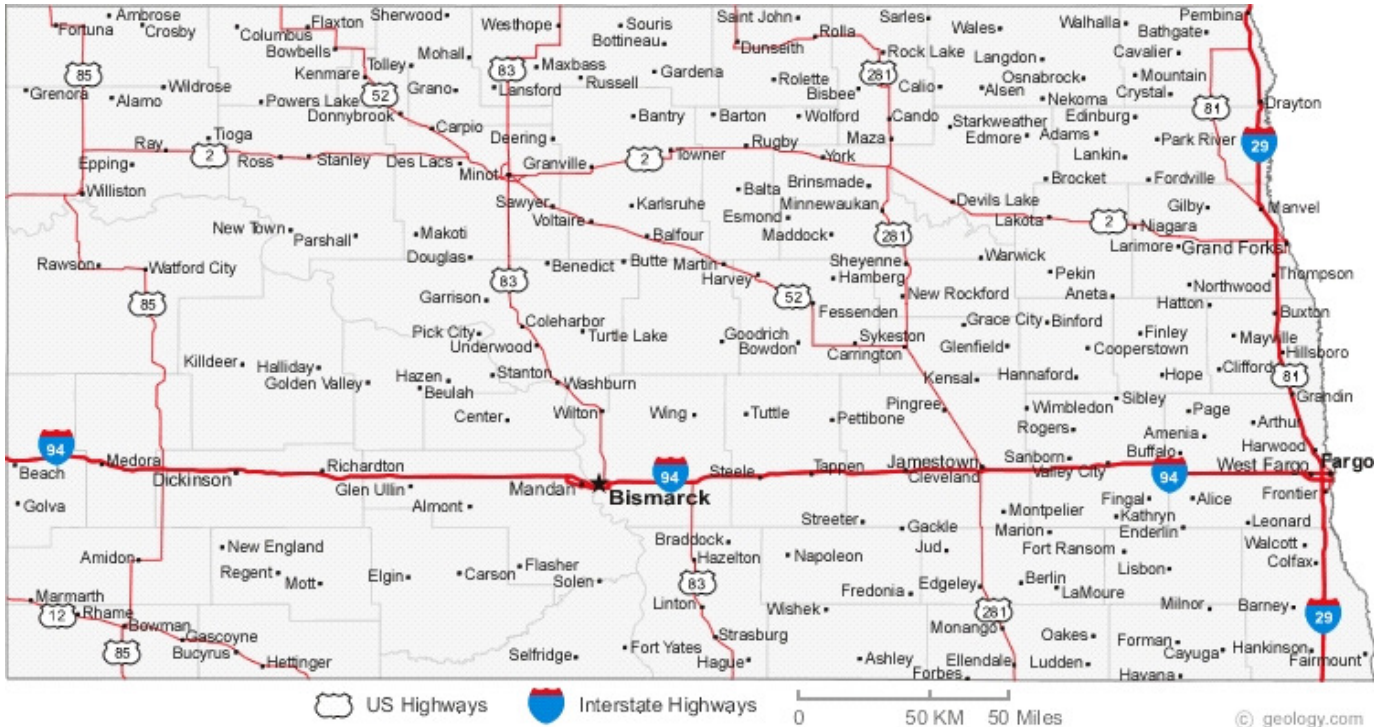 Ambrose
Sherwood
Fortuna
Crosby
Columbus
Flaxton
Westhope
Souris
Saint John
Sarles
Wales
Walhalla
Pembina
Bathgate
Bowbells
Mohall
Bottineau
Dunseith
Rolla
Rock Lake
Langdon
Cavalier
85
Kenmare
Tolley
83
Maxbass
Gardena
Rolette
281
Osnabrock
Mountain
Grenora
Wildrose
Alamo
Powers Lake
52
Grano
Lansford
Russell
Bisbee
Calio
Alsen
Nekoma
Crystal
81
Drayton
Donnybrook
Carpio
Deering
Bantry
Barton
Wolford
Cando
Starkweather
Edinburg
Tioga
Maza
Edmore
Adams
Park River
29
Ray
2
Ross
Stanley
Des Lacs
Granville
2
Towner
Rugby
York
Lankin
Epping
Minot
Williston
Balta
Brinsmade
Brocket
Fordville
Sawyer
Karlsruhe
Esmond
Minnewaukan
Devils Lake
Lakota
2
Gilby
Manvel
Voltaire
Niagara
New Town
Parshall
Makoti
Balfour
Maddock
281
Larimore
Grand Forks
Rawson
Watford City
Douglas
Benedict
Butte
Martin
Sheyenne
Warwick
83
Harvey
Hamberg
Pekin
Thompson
85
Garrison
52
New Rockford
Aneta
Northwood
Fessenden
Hatton
Buxton
Pick City
Coleharbor
Turtle Lake
Goodrich
Sykeston
Grace City
Binford
Finley
Mayville
Underwood
Bowdon
Carrington
Glenfield
Cooperstown
Hillsboro
Killdeer
Halliday
Stanton
Clifford
Golden Valley
Hazen
Washburn
Kensal
Hannaford
Hope
81
Beulah
Sibley
Grandin
Center
Wilton
Wing
Tuttle
Pettibone
Pingree
Wimbledon
Page
Rogers
Arthur
Amenia
94
Medora
Richardton
Steele
Tappen
Jamestown
Sanborn
Buffalo
Harwood
Beach
Dickinson
94
Cleveland
Valley City
94
West Fargo
Fargo
Glen Ullin
Mandan
Bismarck
Frontier
Golva
Almont
Streeter
Gackle
Montpelier
Fingal
Alice
Kathryn
Marion
Enderlin
Leonard
Braddock
Jud
Walcott
Amidon
New England
Hazelton
Napoleon
Fort Ransom
Colfax
Regent
Mott
Elgin
Carson
Flasher
Solen
83
Lisbon
Fredonia
Edgeley
Berlin
LaMoure
Marmarth
Linton
Wishek
281
Milnor
Barney
29
12
Rhame
Bowman
Gascoyne
Strasburg
Monango
Oakes
Forman
85
Bucyrus
Hettinger
Selfridge
Fort Yates
Hague
Ashley
Ellendale
Ludden
Cayuga
Hankinson
Fairmount
Forbes
Havana
US Highways
Interstate Highways
0
50 KM
50 Miles
© geology.com